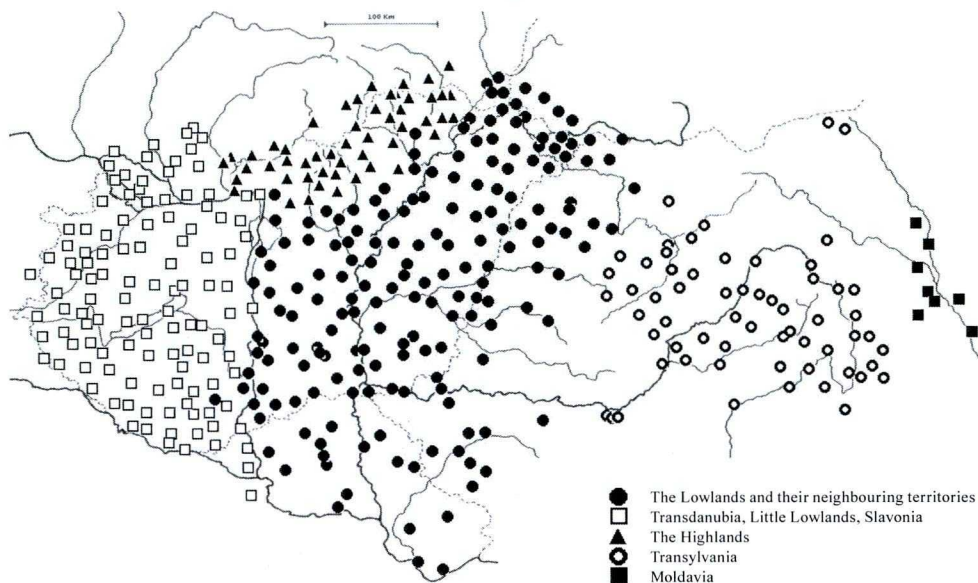 100 Km
The Lowlands and their neighbouring territories
Transdanubia, Little Lowlands, Slavonia
The Highlands
Transylvania
Moldavia